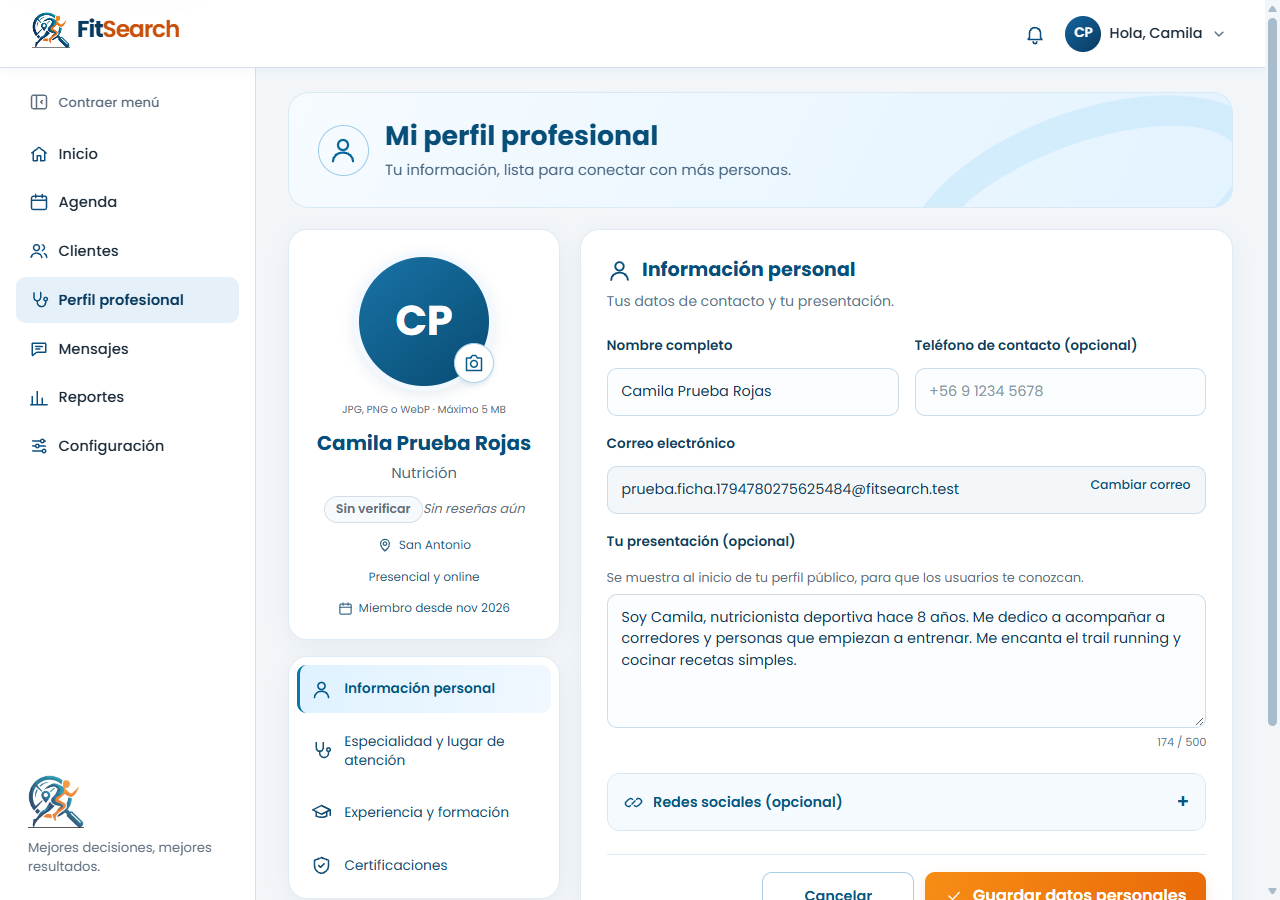 FitSearch
CP
Hola, Camila
Contraer menú
Inicio
Agenda
Clientes
Perfil profesional
Mensajes
Reportes
Configuración
Mejores decisiones, mejores
resultados.
Mi perfil profesional
Tu información, lista para conectar con más personas.
CP
JPG, PNG o WebP · Máximo 5 MB
Camila Prueba Rojas
Nutrición
Sin verificar Sin reseñas aún
San Antonio
Presencial y online
Miembro desde nov 2026
Información personal
Especialidad y lugar de
atención
Experiencia y formación
Certificaciones
Información personal
Tus datos de contacto y tu presentación.
Nombre completo
Camila Prueba Rojas
Teléfono de contacto (opcional)
+56 9 1234 5678
Correo electrónico
prueba.ficha.1794780275625484@fitsearch.test
Cambiar correo
Tu presentación (opcional)
Se muestra al inicio de tu perfil público, para que los usuarios te conozcan.
Soy Camila, nutricionista deportiva hace 8 años. Me dedico a acompañar a
corredores y personas que empiezan a entrenar. Me encanta el trail running y
cocinar recetas simples.
174 / 500
Redes sociales (opcional)
+
Cancelar
Guardar datos personales